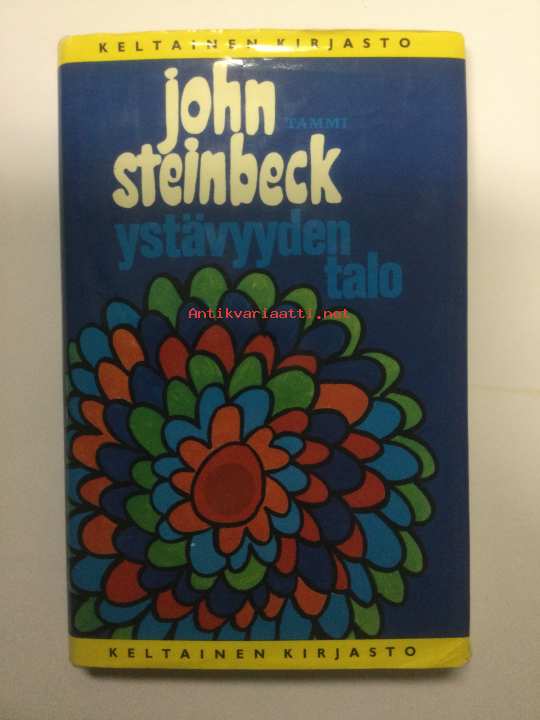 KELTAINEN KIRJASTO
john
TAMMI
steinbeck
ystävyyden
talo
Antikvariaatti.net
KELTAINEN KIRJASTO